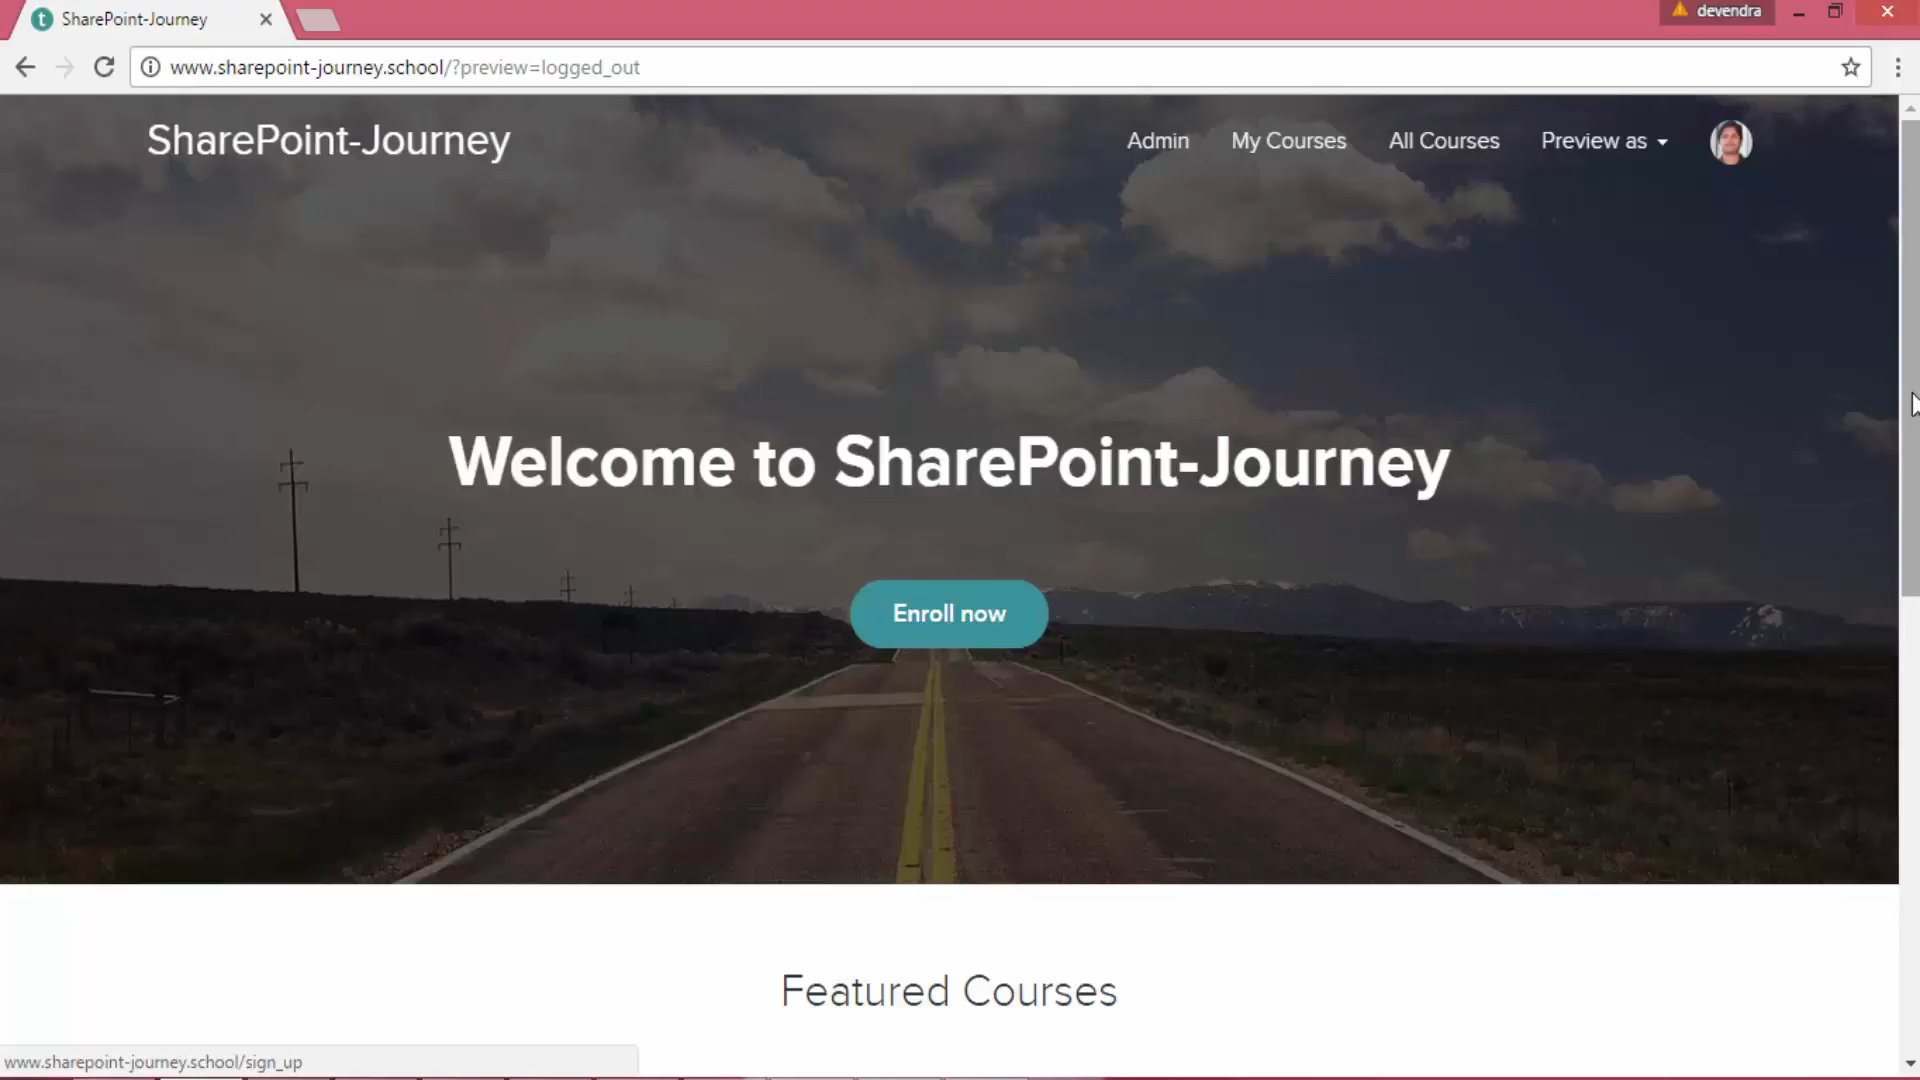 SharePoint-Journey
devendra
www.sharepoint-journey.school/?preview=logged_out
SharePoint-Journey
Admin
My Courses
All Courses
Preview as
Welcome to SharePoint-Journey
Enroll now
Featured Courses
www.sharepoint-journey.school/sign_up